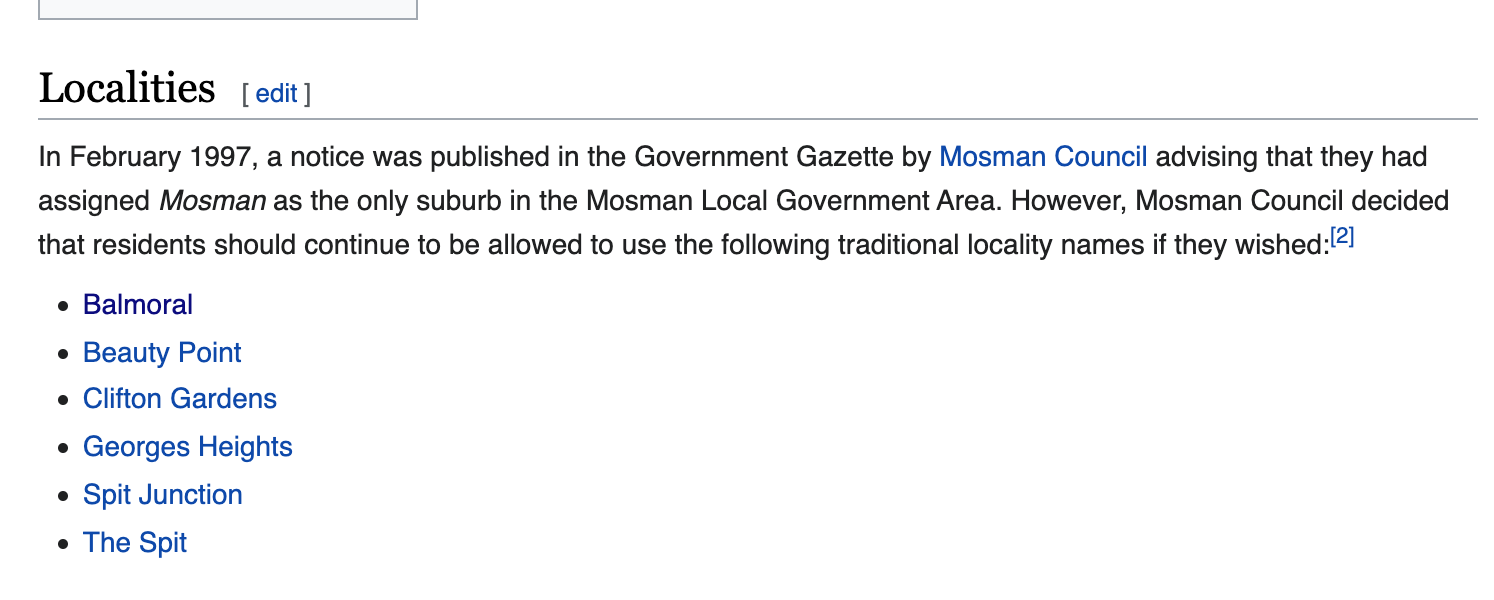 Localities [ edit ]
In February 1997, a notice was published in the Government Gazette by Mosman Council advising that they had
assigned Mosman as the only suburb in the Mosman Local Government Area. However, Mosman Council decided
that residents should continue to be allowed to use the following traditional locality names if they wished:[2]
• Balmoral
• Beauty Point
• Clifton Gardens
• Georges Heights
• Spit Junction
• The Spit